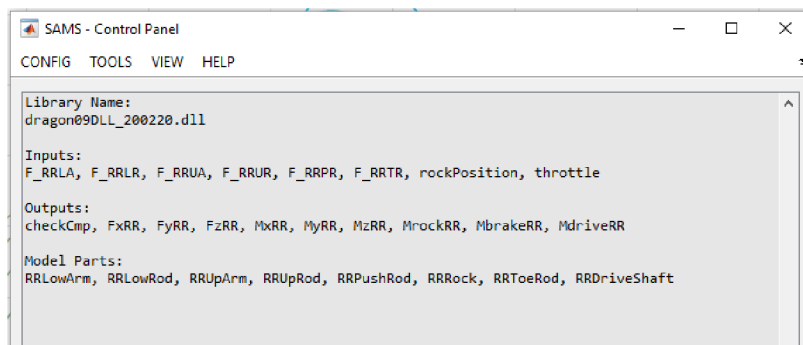 SAMS - Control Panel
CONFIG TOOLS VIEW HELP
Library Name:
dragon09DLL_200220.dll
Inputs:
F_RRLA, F_RRLR, F_RRUA, F_RRUR, F_RRPR, F_RRTR, rockPosition, throttle
Outputs:
checkCmp, FxRR, FyRR, FzRR, MxRR, MyRR, MzRR, MrockRR, MbrakeRR, MdriveRR
Model Parts:
RRLowArm, RRLowRod, RRUpArm, RRUpRod, RRPushRod, RRRock, RRToeRod, RRDriveShaft